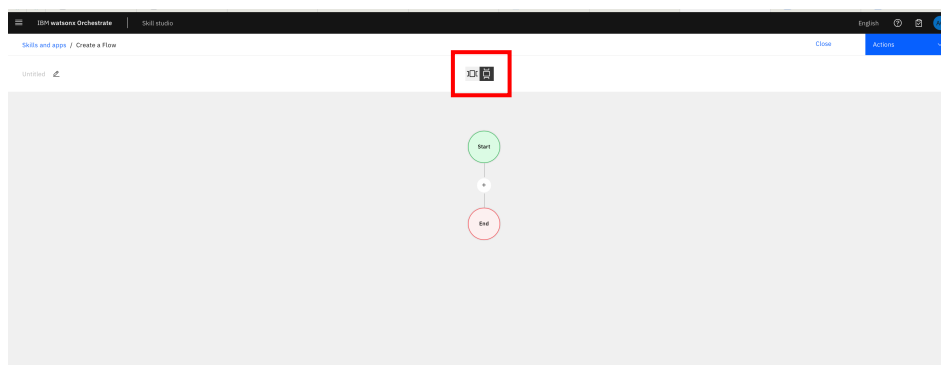 IBM watsonx Orchestrate Skill studio English
Skills and apps / Create a Flow Close Actions
Untitled
Start
+
End